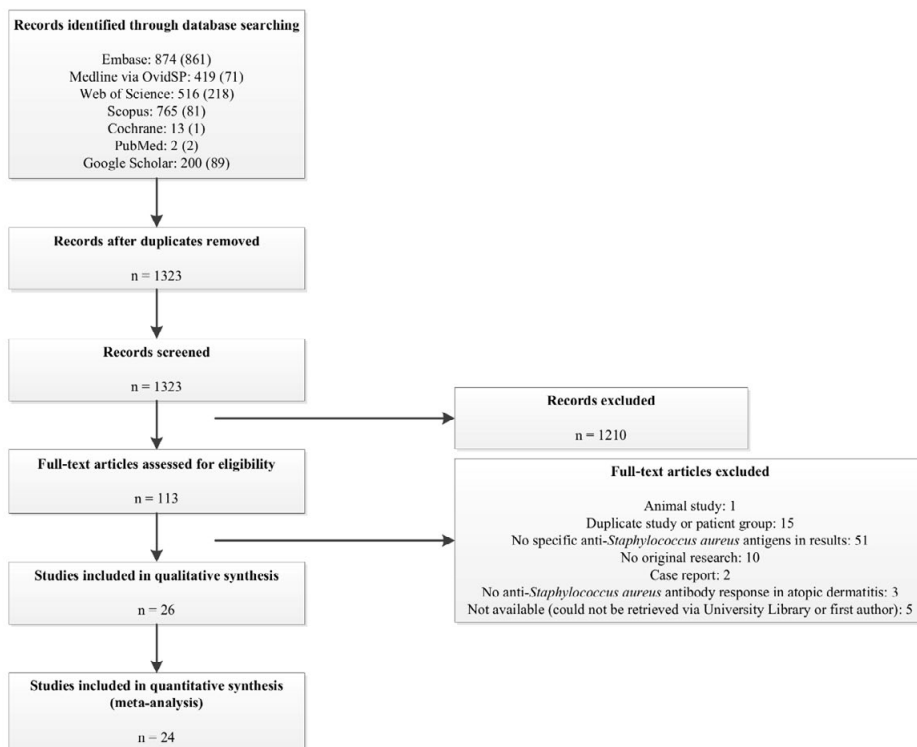 Records identified through database searching
Embase: 874 (861)
Medline via OvidSP: 419 (71)
Web of Science: 516 (218)
Scopus: 765 (81)
Cochrane: 13 (1)
PubMed: 2 (2)
Google Scholar: 200 (89)
Records after duplicates removed
n = 1323
Records screened
n = 1323
Records excluded
n = 1210
Full-text articles assessed for eligibility
n = 113
Full-text articles excluded
Animal study: 1
Duplicate study or patient group: 15
No specific anti-Staphylococcus aureus antigens in results: 51
No original research: 10
Case report: 2
No anti-Staphylococcus aureus antibody response in atopic dermatitis: 3
Not available (could not be retrieved via University Library or first author): 5
Studies included in qualitative synthesis
n = 26
Studies included in quantitative synthesis
(meta-analysis)
n = 24